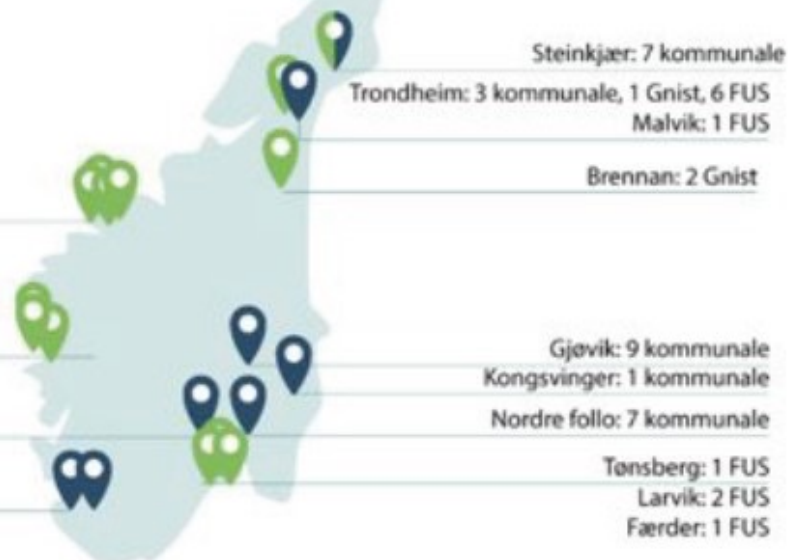 Steinkjær: 7 kommunale
Trondheim: 3 kommunale, 1 Gnist, 6 FUS
Malvik: 1 FUS
Brennan: 2 Gnist
Gjøvik: 9 kommunale
Kongsvinger: 1 kommunale
Nordre follo: 7 kommunale
Tønsberg: 1 FUS
Larvik: 2 FUS
Færder: 1 FUS